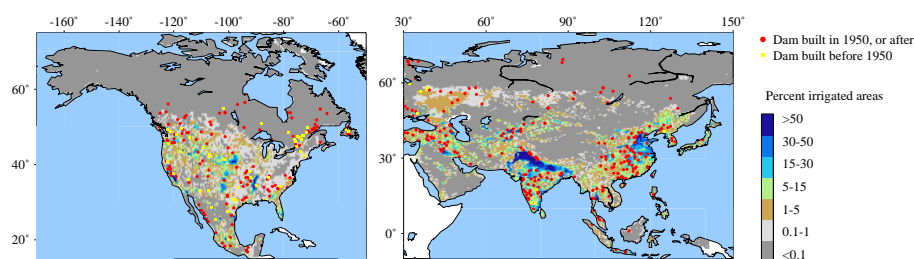 -160° -140° -120° -100° -80° -60°
30° 60° 90° 120° 150°
60°
40°
20°
60°
30°
0°
Dam built in 1950, or after
Dam built before 1950
Percent irrigated areas
>50
30-50
15-30
5-15
1-5
0.1-1
<0.1